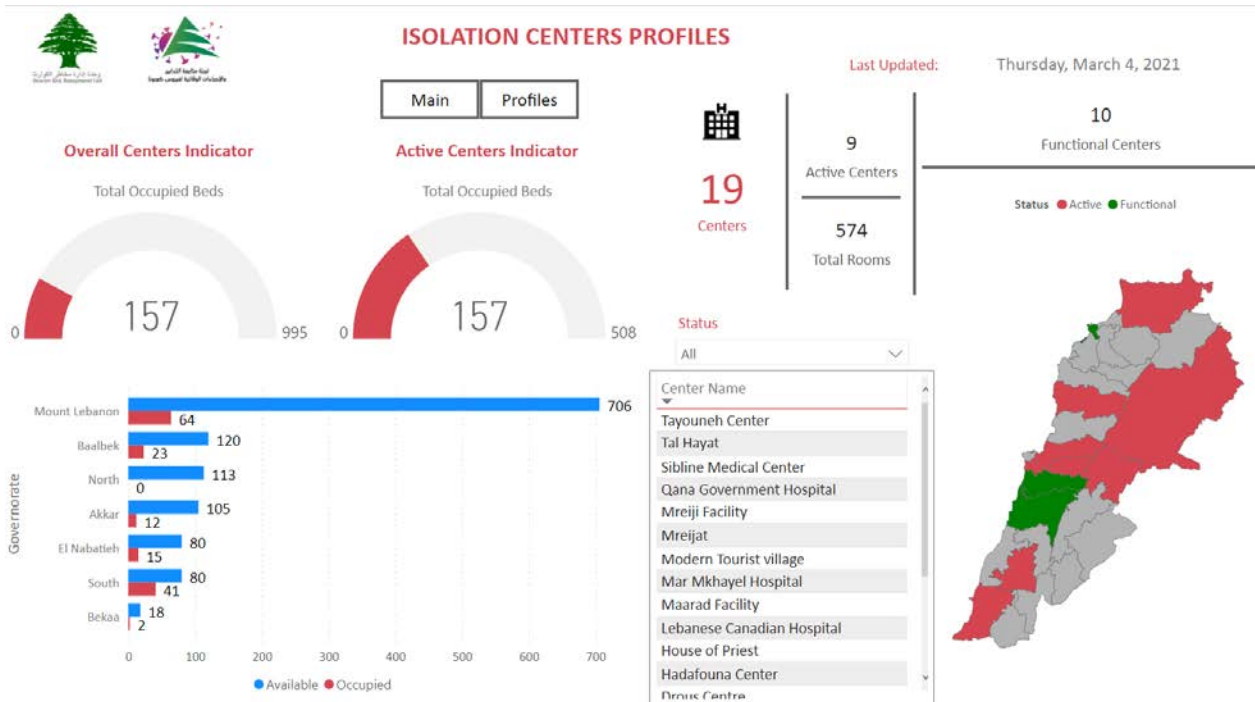 ISOLATION CENTERS PROFILES
Main
Profiles
Last Updated:
Thursday, March 4, 2021
H
19
Centers
9
Active Centers
574
Total Rooms
10
Functional Centers
Status Active Functional
Overall Centers Indicator
Total Occupied Beds
157
0
995
Active Centers Indicator
Total Occupied Beds
157
0
508
Governorate
Mount Lebanon
706
64
Baalbek
120
23
North
113
0
Akkar
105
12
El Nabatieh
80
15
South
80
41
Bekaa
18
2
0 100 200 300 400 500 600 700
Available Occupied
Status
All
Center Name
Tayouneh Center
Tal Hayat
Sibline Medical Center
Qana Government Hospital
Mreiji Facility
Mreijat
Modern Tourist village
Mar Mkhayel Hospital
Maarad Facility
Lebanese Canadian Hospital
House of Priest
Hadafouna Center
Drous Centre